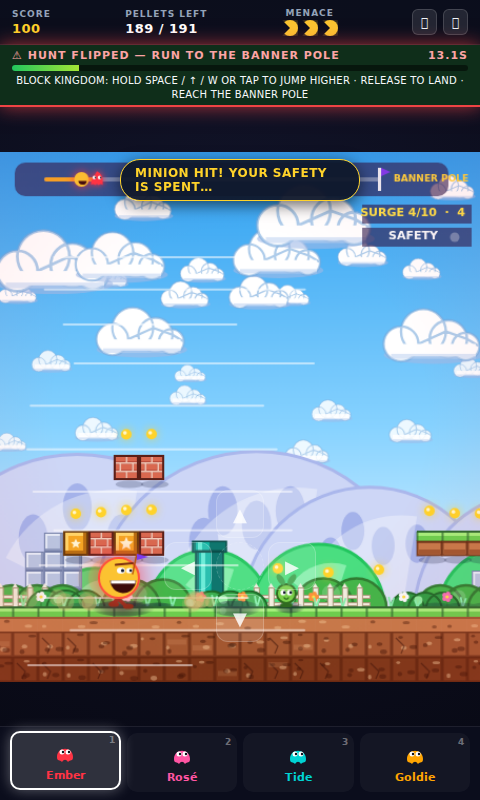 SCORE
100
PELLETS LEFT
189 / 191
MENACE
⚠ HUNT FLIPPED — RUN TO THE BANNER POLE
13.1S
BLOCK KINGDOM: HOLD SPACE / ↑ / W OR TAP TO JUMP HIGHER · RELEASE TO LAND ·
REACH THE BANNER POLE
MINION HIT! YOUR SAFETY
IS SPENT…
BANNER POLE
SURGE 4/10 · 4
SAFETY
1
Ember
2
Rosé
3
Tide
4
Goldie